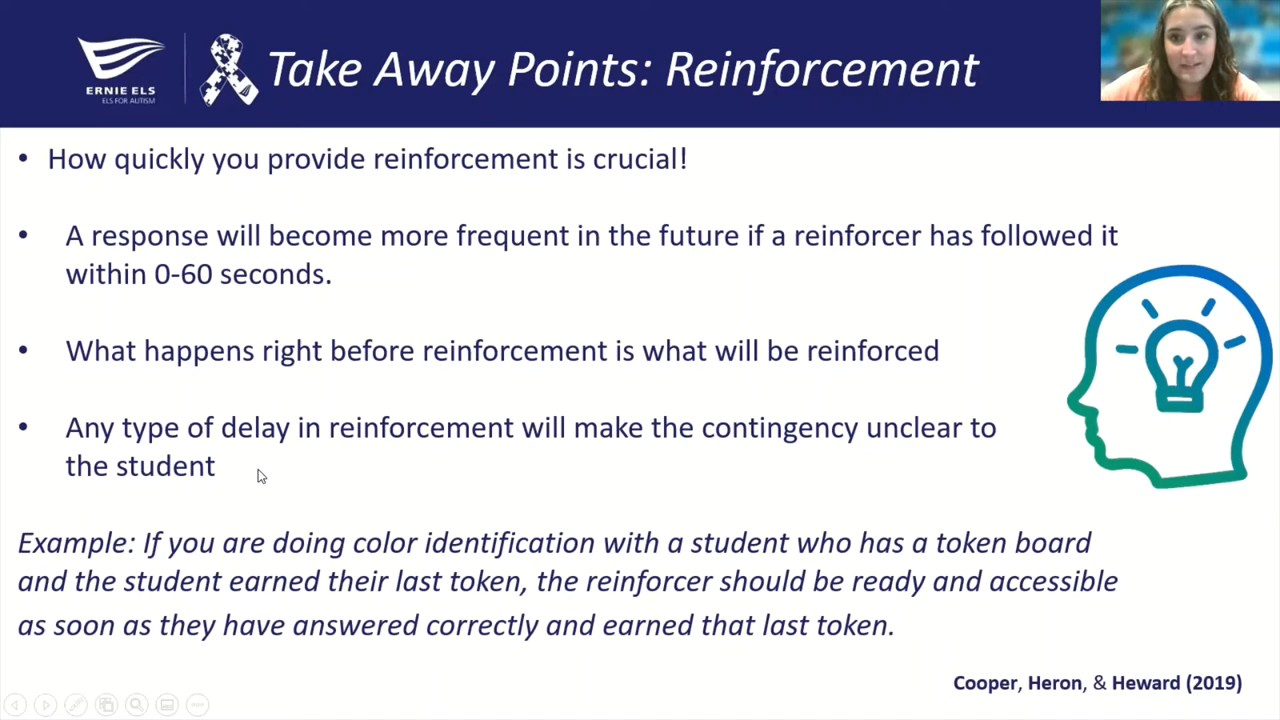 ERNIE ELS
ELS FOR AUTISM
Take Away Points: Reinforcement
• How quickly you provide reinforcement is crucial!
• A response will become more frequent in the future if a reinforcer has followed it
within 0-60 seconds.
• What happens right before reinforcement is what will be reinforced
• Any type of delay in reinforcement will make the contingency unclear to
the student
Example: If you are doing color identification with a student who has a token board
and the student earned their last token, the reinforcer should be ready and accessible
as soon as they have answered correctly and earned that last token.
Cooper, Heron, & Heward (2019)